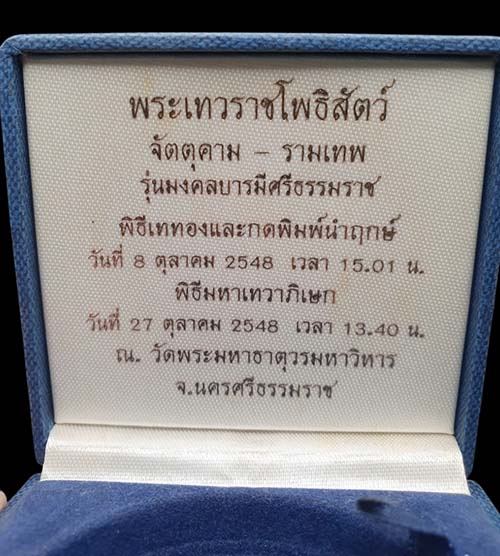 พระเทวราชโพธิสัตว์
จัตตุคาม - รามเทพ
รุ่นมงคลบารมีศรีธรรมราช
พิธีเททองและกดพิมพ์นำฤกษ์
วันที่ 8 ตุลาคม 2548 เวลา 15.01 น.
พิธีมหาเทวาภิเษก
วันที่ 27 ตุลาคม 2548 เวลา 13.40 น.
ณ. วัดพระมหาธาตุวรมหาวิหาร
จ.นครศรีธรรมราช